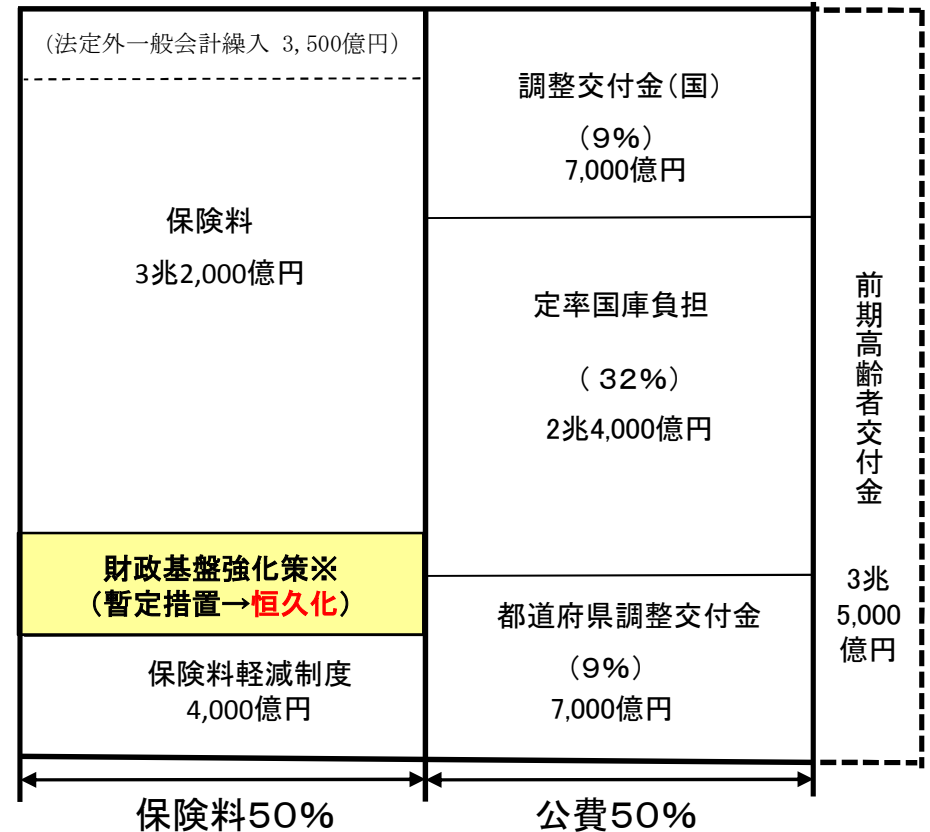 (法定外一般会計繰入 3,500億円)
保険料
3兆2,000億円
財政基盤強化策※
(暫定措置→恒久化)
保険料軽減制度
4,000億円
調整交付金(国)
(9%)
7,000億円
定率国庫負担
(32%)
2兆4,000億円
都道府県調整交付金
(9%)
7,000億円
前期高齢者交付金
3兆
5,000
億円
保険料50%
公費50%